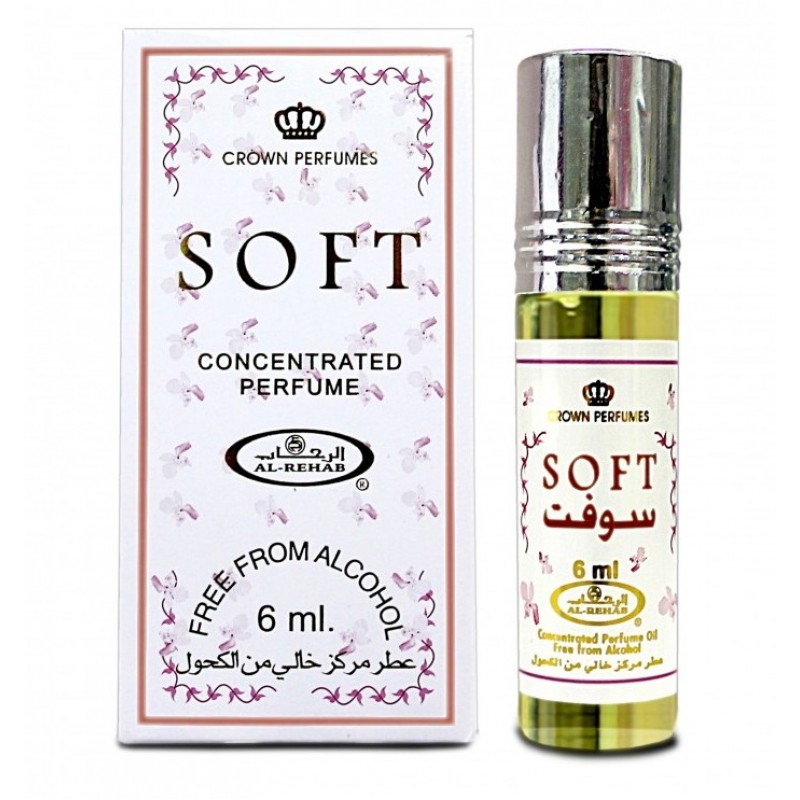 CROWN PERFUMES
SOFT
CONCENTRATED
PERFUME
الرحاب
AL-REHAB
®
FREE FROM ALCOHOL
6 ml.
عطر مركز خالي من الكحول
CROWN PERFUMES
SOFT
سوفت
6 ml
الرحاب
AL-REHAB
®
Concentrated Perfume Oil
Free from Alcohol
عطر مركز خالي من الكحول